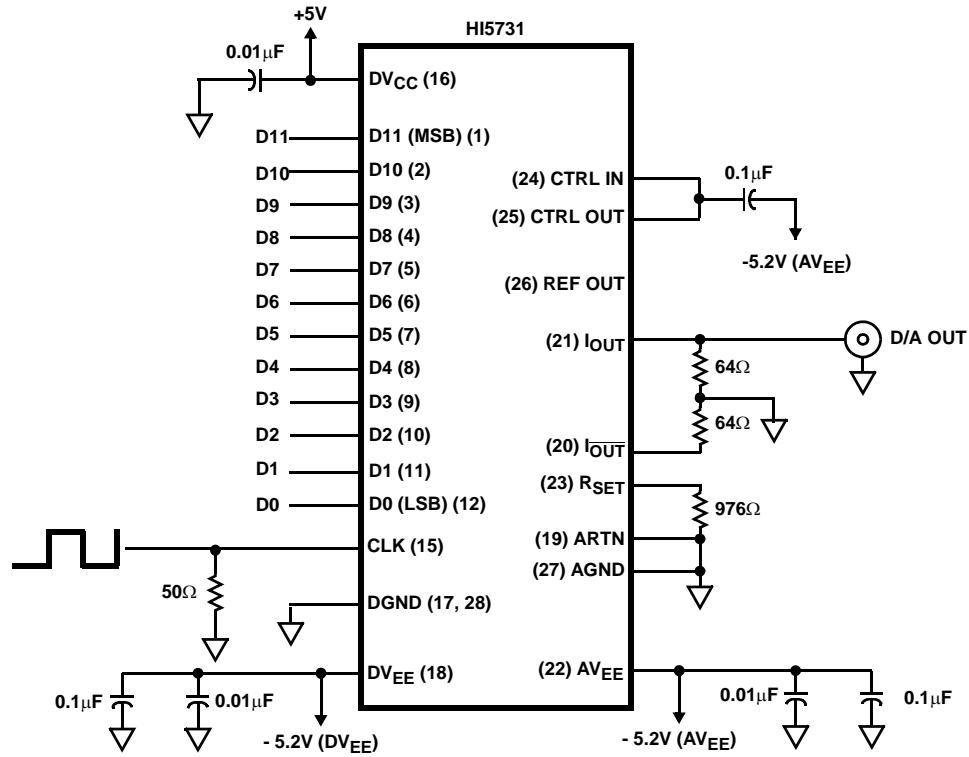 +5V
HI5731
0.01μF
DVCC (16)
D11
D11 (MSB) (1)
D10
D10 (2)
D9
D9 (3)
D8
D8 (4)
D7
D7 (5)
D6
D6 (6)
D5
D5 (7)
D4
D4 (8)
D3
D3 (9)
D2
D2 (10)
D1
D1 (11)
D0
D0 (LSB) (12)
CLK (15)
50Ω
DGND (17, 28)
DVEE (18)
0.1μF
0.01μF
- 5.2V (DVEE)
(24) CTRL IN
0.1μF
(25) CTRL OUT
-5.2V (AVEE)
(26) REF OUT
(21) IOUT
D/A OUT
64Ω
64Ω
(20) I̅O̅U̅T̅
(23) RSET
976Ω
(19) ARTN
(27) AGND
(22) AVEE
0.01μF
0.1μF
- 5.2V (AVEE)